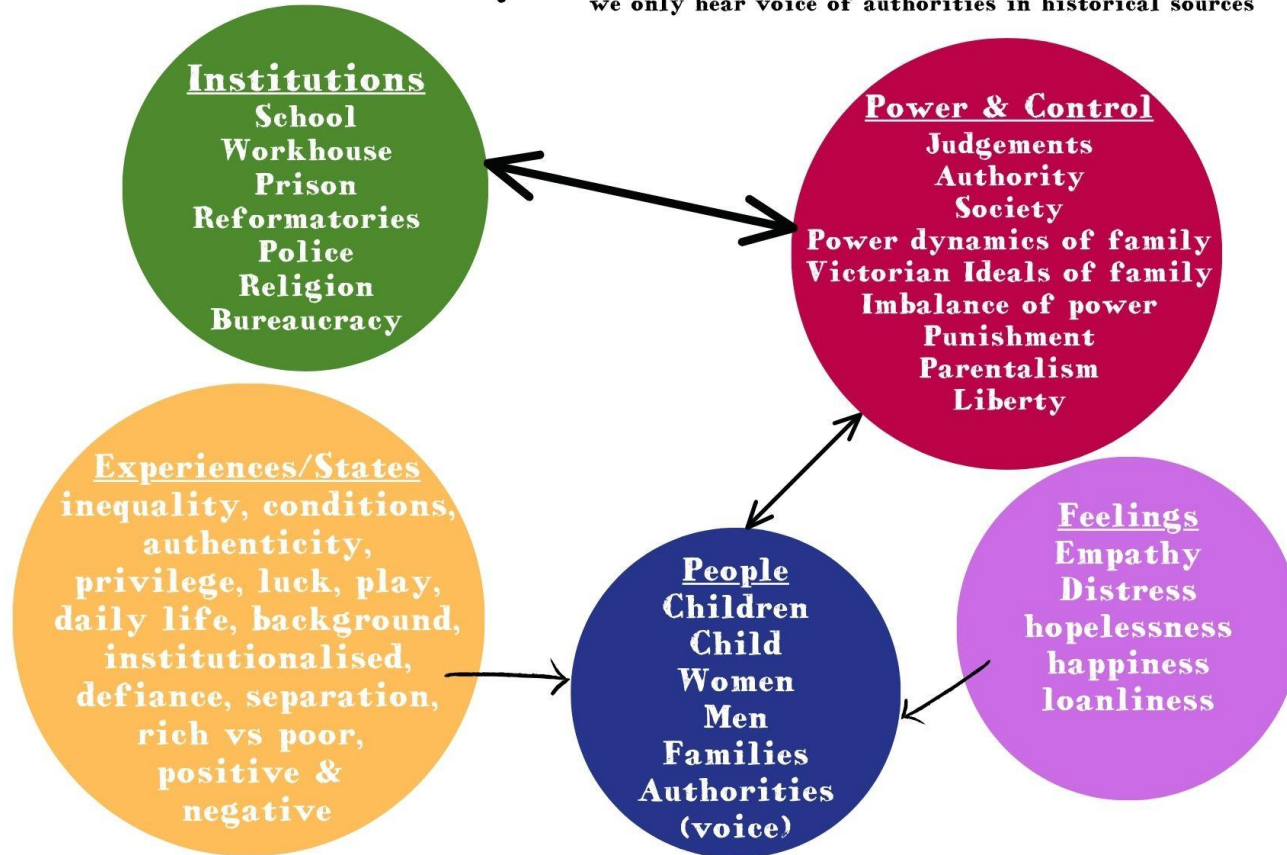 we only hear voice of authorities in historical sources
Institutions
School
Workhouse
Prison
Reformatories
Police
Religion
Bureaucracy
Power & Control
Judgements
Authority
Society
Power dynamics of family
Victorian Ideals of family
Imbalance of power
Punishment
Parentalism
Liberty
Experiences/States
inequality, conditions,
authenticity,
privilege, luck, play,
daily life, background,
institutionalised,
defiance, separation,
rich vs poor,
positive &
negative
People
Children
Child
Women
Men
Families
Authorities
(voice)
Feelings
Empathy
Distress
hopelessness
happiness
loanliness